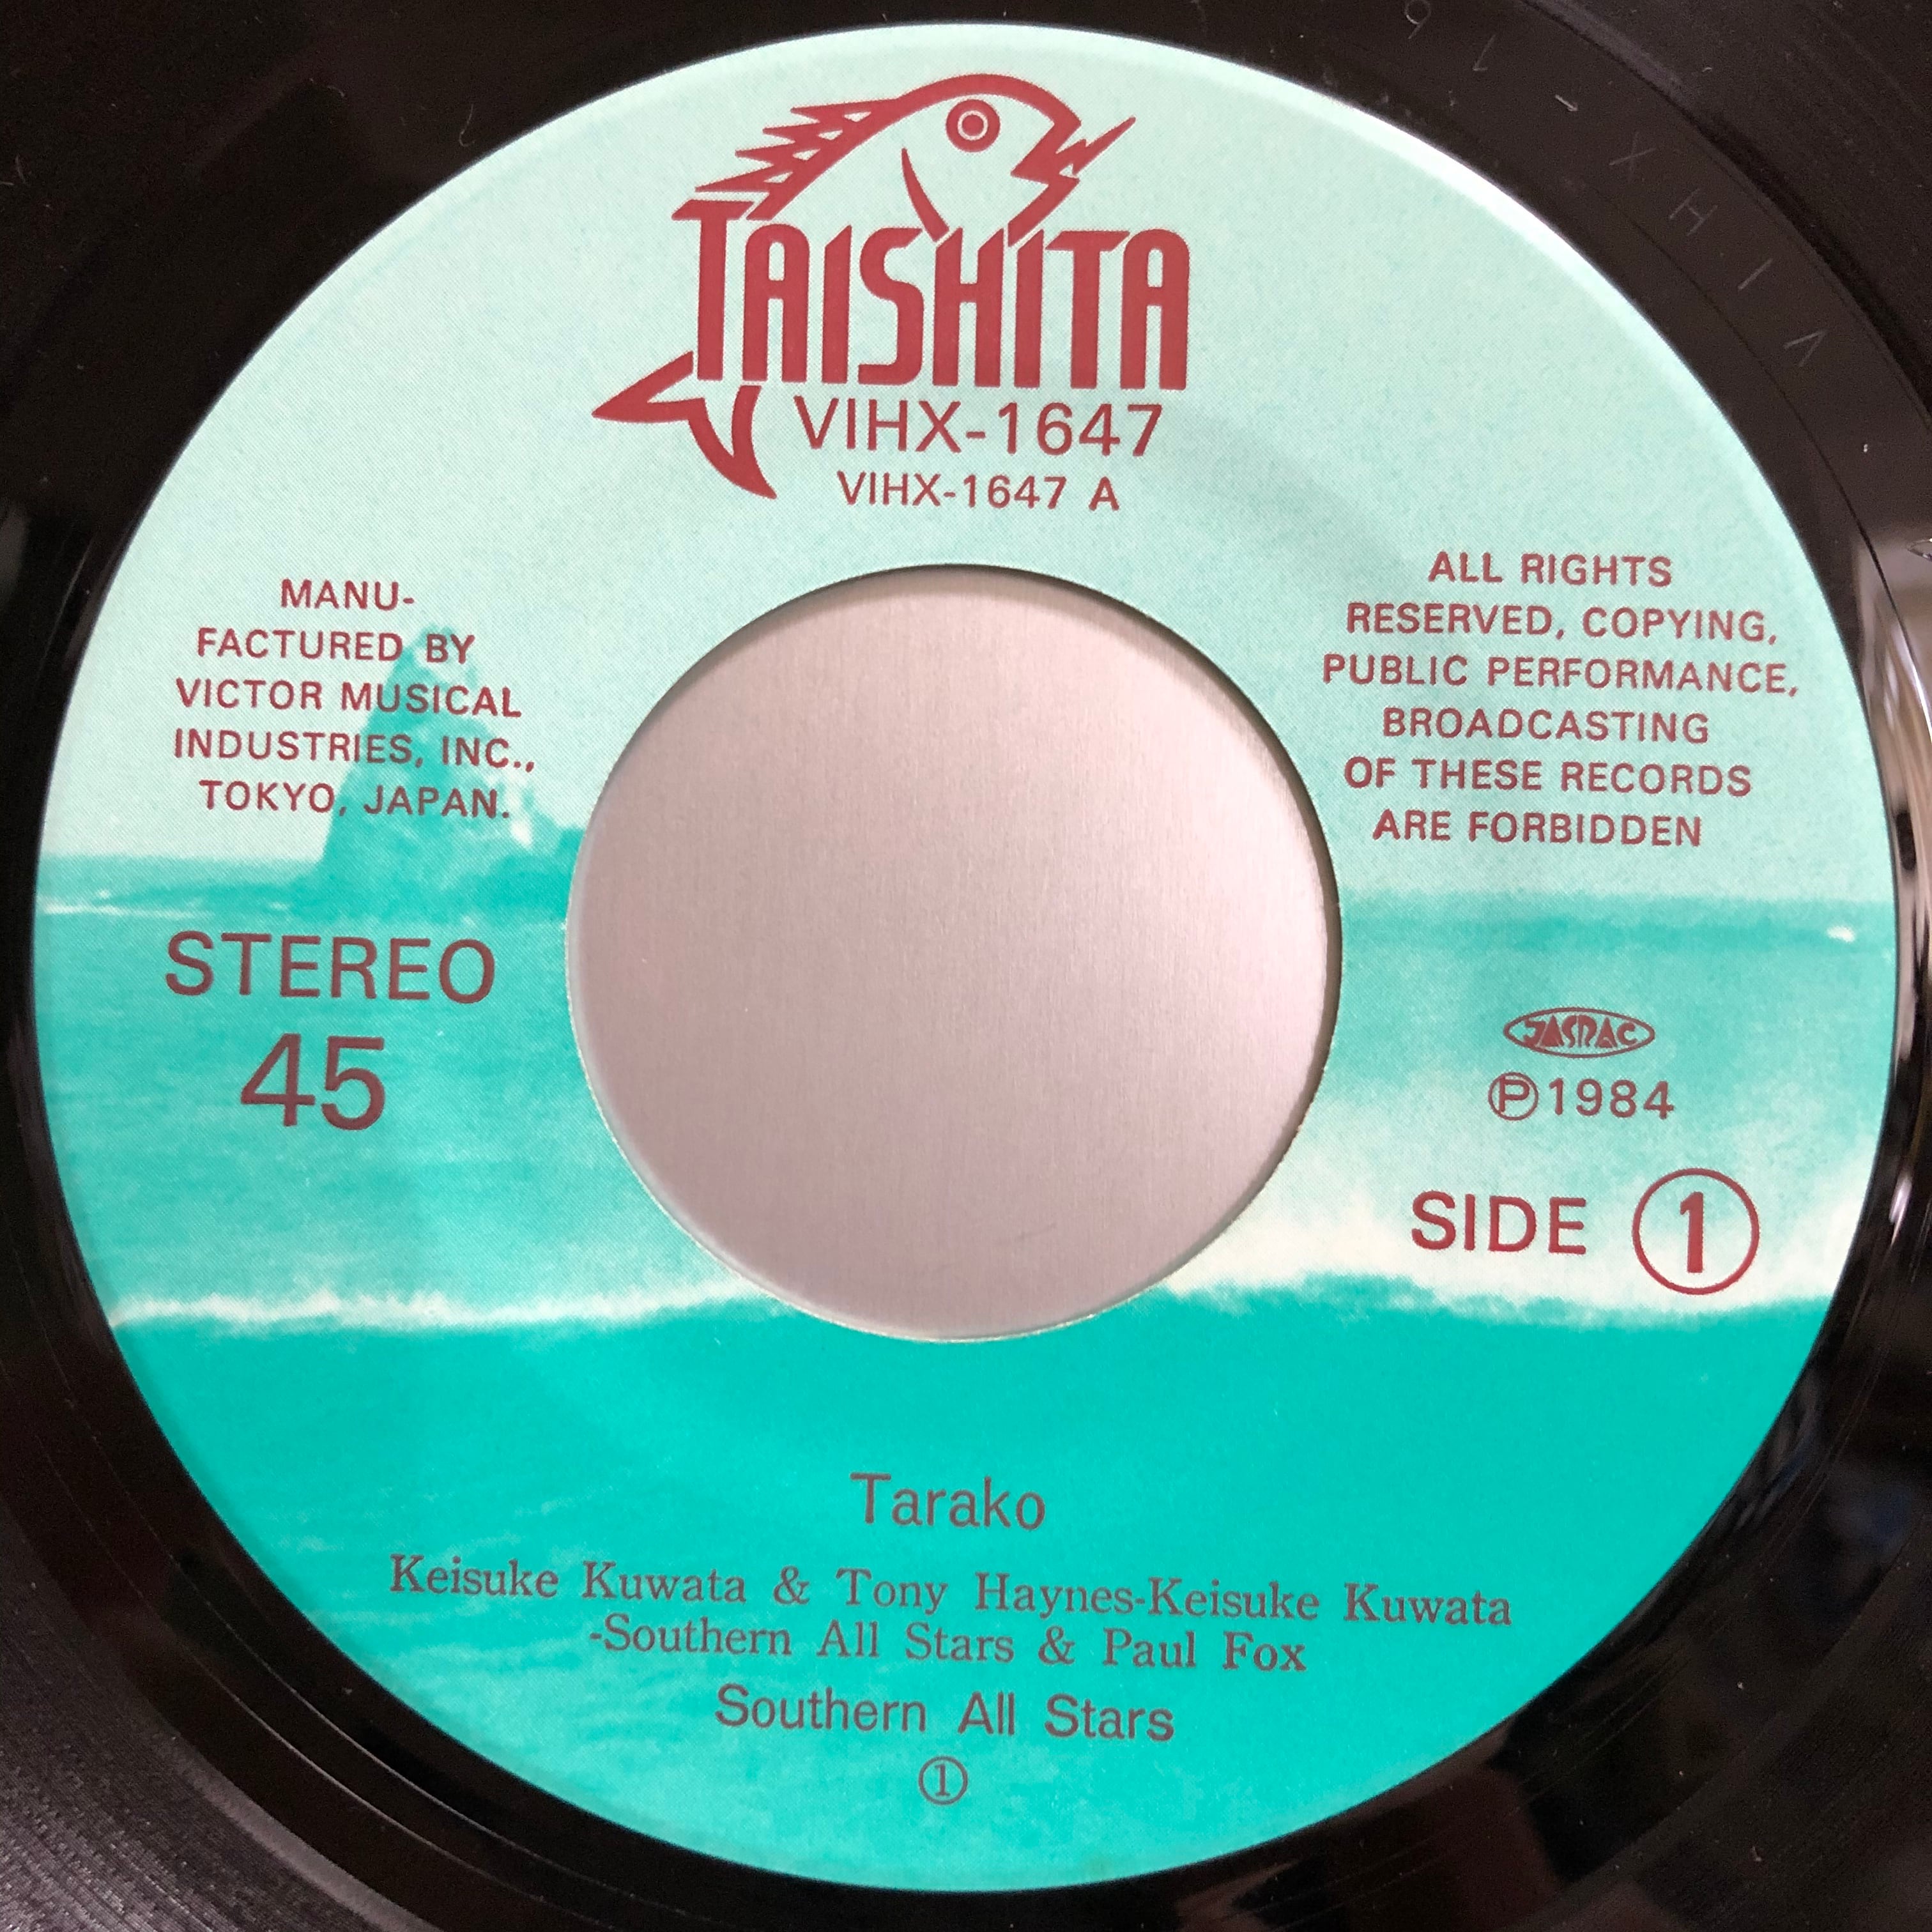 TAISHITA
VIHX-1647
VIHX-1647 A
MANU-
FACTURED BY
VICTOR MUSICAL
INDUSTRIES, INC.,
TOKYO, JAPAN.
ALL RIGHTS
RESERVED, COPYING,
PUBLIC PERFORMANCE,
BROADCASTING
OF THESE RECORDS
ARE FORBIDDEN
STEREO
45
JASRAC
Ⓟ1984
SIDE ①
Tarako
Keisuke Kuwata & Tony Haynes-Keisuke Kuwata
-Southern All Stars & Paul Fox
Southern All Stars
①